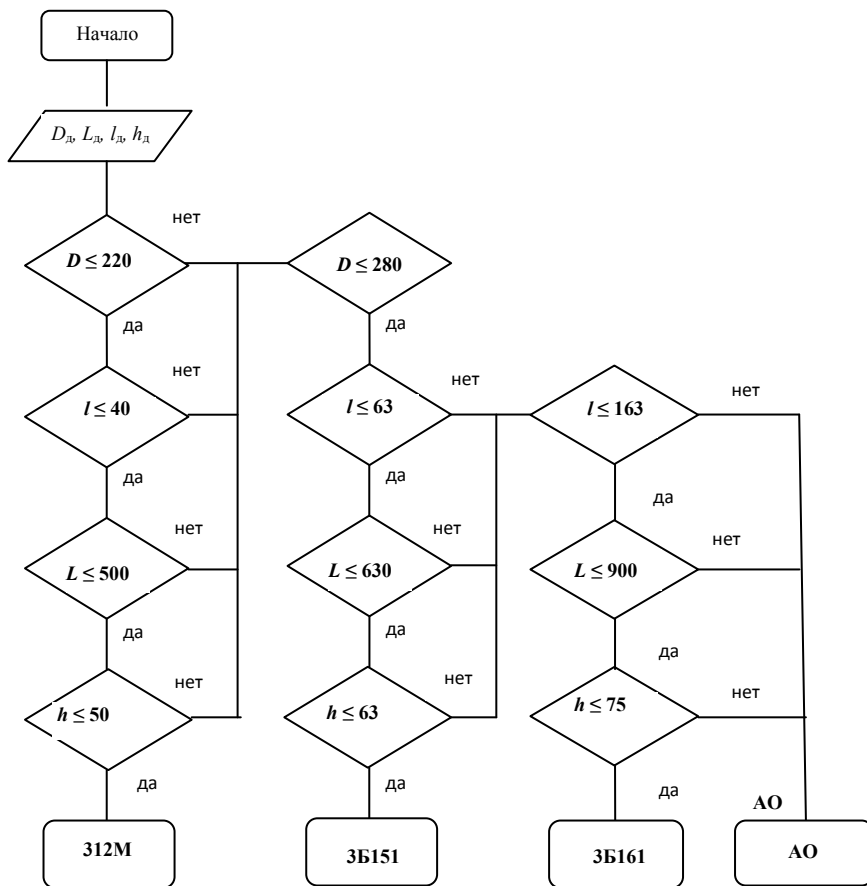 Начало
Dд, Lд, lд, hд
нет
D ≤ 220
D ≤ 280
да
да
нет
нет
нет
l ≤ 40
l ≤ 63
l ≤ 163
да
да
да
нет
нет
нет
L ≤ 500
L ≤ 630
L ≤ 900
да
да
да
нет
нет
нет
h ≤ 50
h ≤ 63
h ≤ 75
да
да
да
АО
312М
3Б151
3Б161
АО